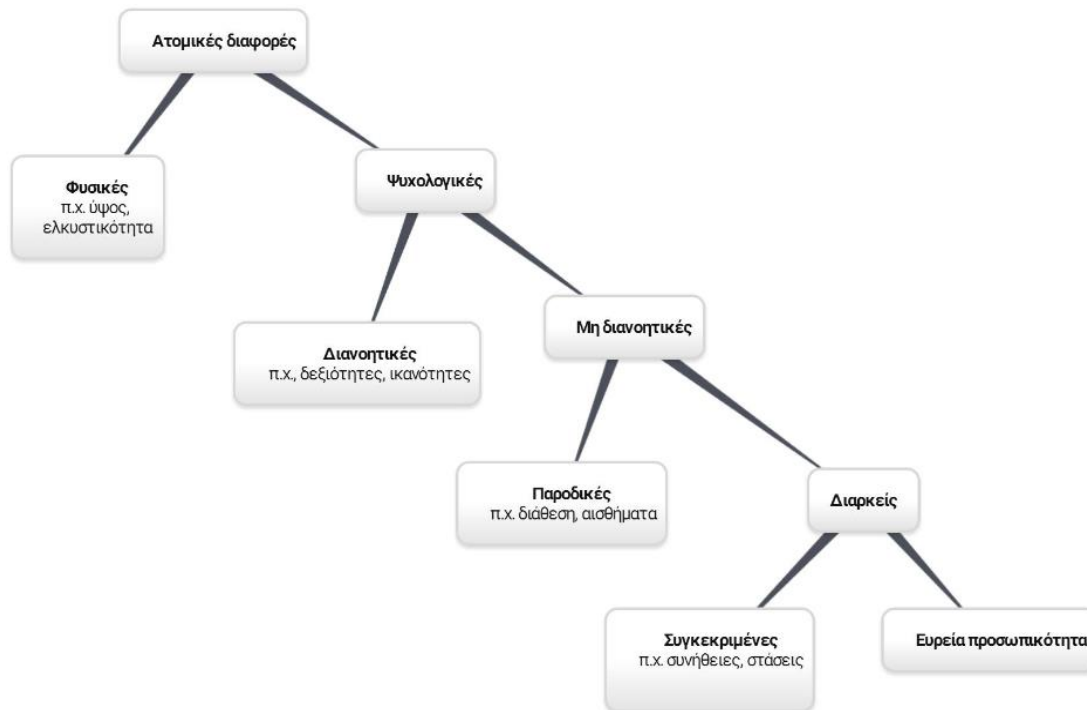 Ατομικές διαφορές
Φυσικές
π.χ. ύψος,
ελκυστικότητα
Ψυχολογικές
Διανοητικές
π.χ., δεξιότητες, ικανότητες
Μη διανοητικές
Παροδικές
π.χ. διάθεση, αισθήματα
Διαρκείς
Συγκεκριμένες
π.χ. συνήθειες, στάσεις
Ευρεία προσωπικότητα